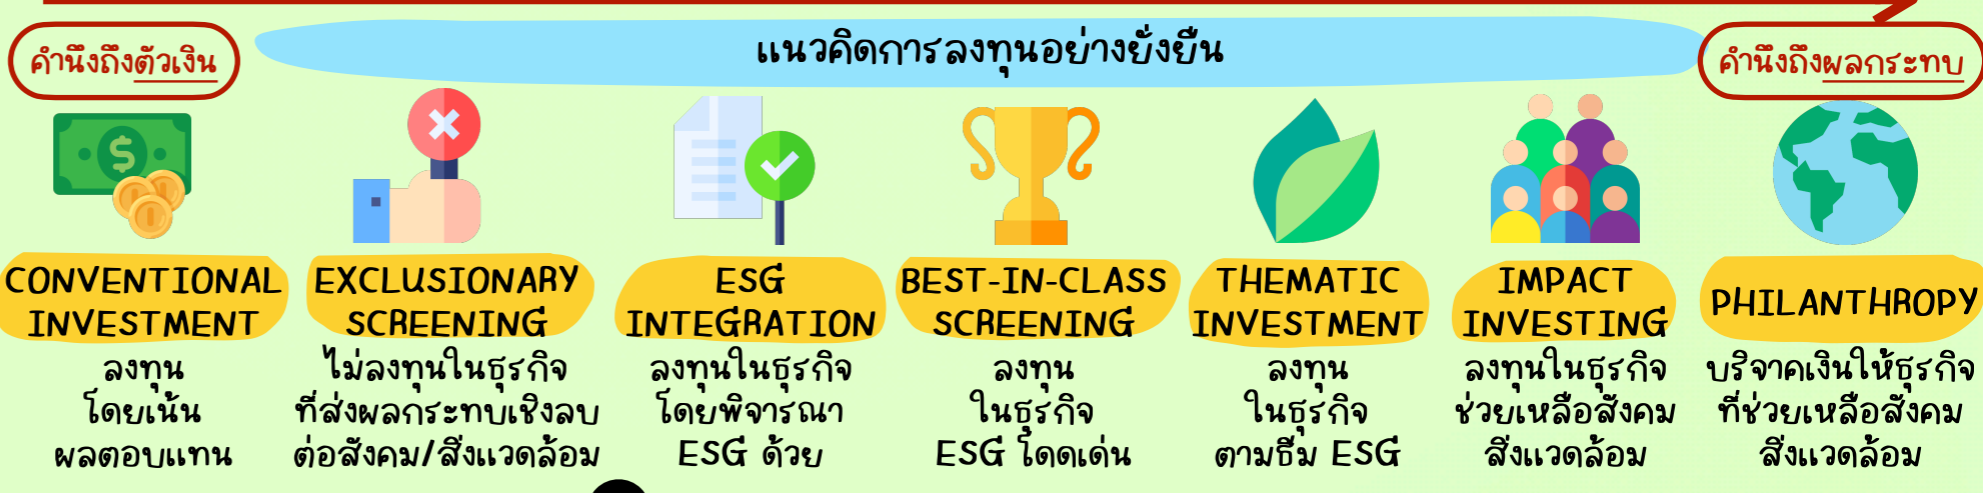 คำนึงถึงตัวเงิน
แนวคิดการลงทุนอย่างยั่งยืน
คำนึงถึงผลกระทบ
CONVENTIONAL
INVESTMENT
ลงทุน
โดยเน้น
ผลตอบแทน
EXCLUSIONARY
SCREENING
ไม่ลงทุนในธุรกิจ
ที่ส่งผลกระทบเชิงลบ
ต่อสังคม/สิ่งแวดล้อม
ESG
INTEGRATION
ลงทุนในธุรกิจ
โดยพิจารณา
ESG ด้วย
BEST-IN-CLASS
SCREENING
ลงทุน
ในธุรกิจ
ESG โดดเด่น
THEMATIC
INVESTMENT
ลงทุน
ในธุรกิจ
ตามธีม ESG
IMPACT
INVESTING
ลงทุนในธุรกิจ
ช่วยเหลือสังคม
สิ่งแวดล้อม
PHILANTHROPY
บริจาคเงินให้ธุรกิจ
ที่ช่วยเหลือสังคม
สิ่งแวดล้อม